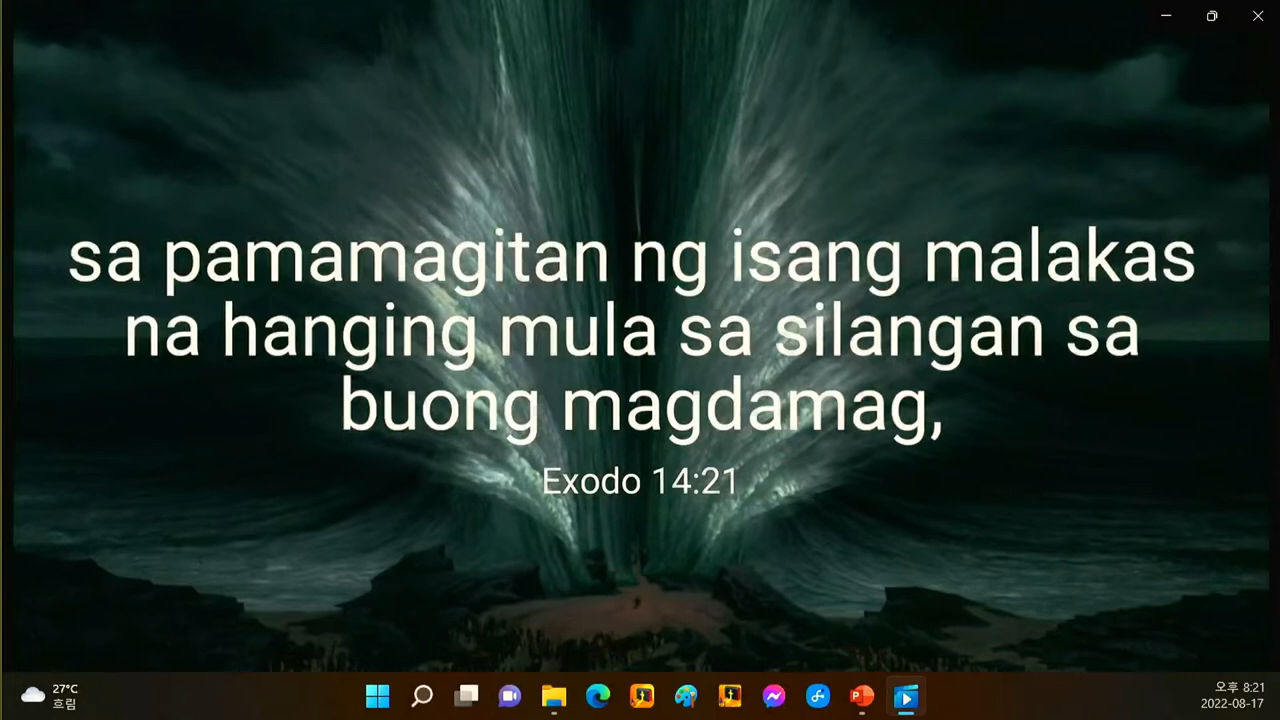 sa pamamagitan ng isang malakas
na hanging mula sa silangan sa
buong magdamag,
Exodo 14:21
27°C
흐림
오후 8:21
2022-08-17